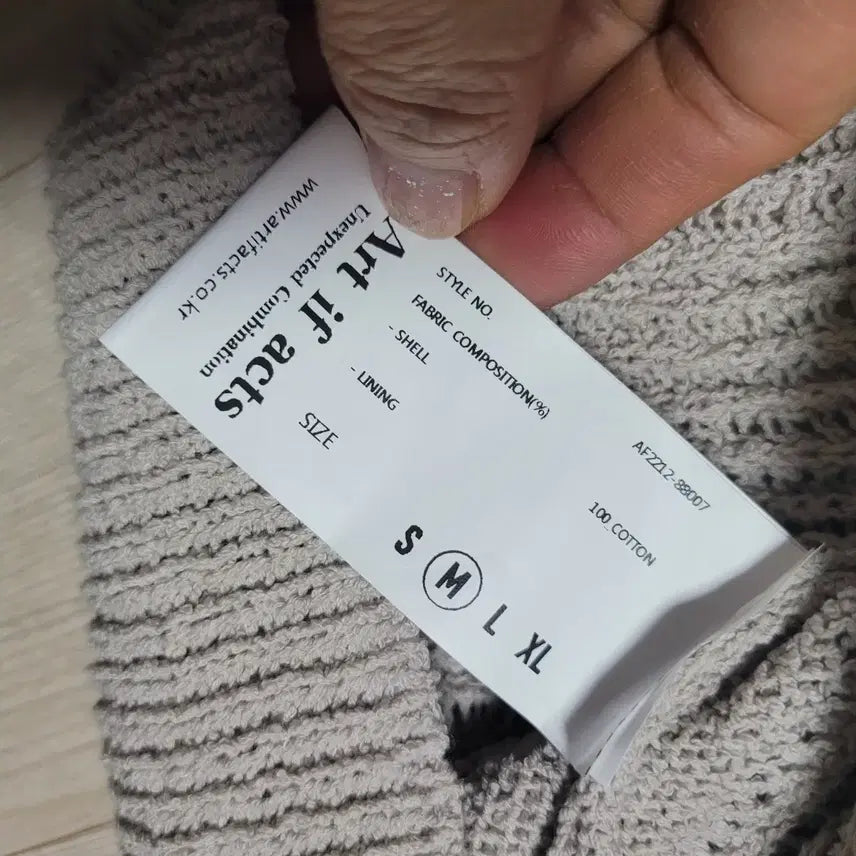 www.artifacts.co.kr
Unexpected Combination
Art if acts
STYLE NO. AF2212-88007
FABRIC COMPOSITION(%)
- SHELL 100 COTTON
- LINING
SIZE S M L XL